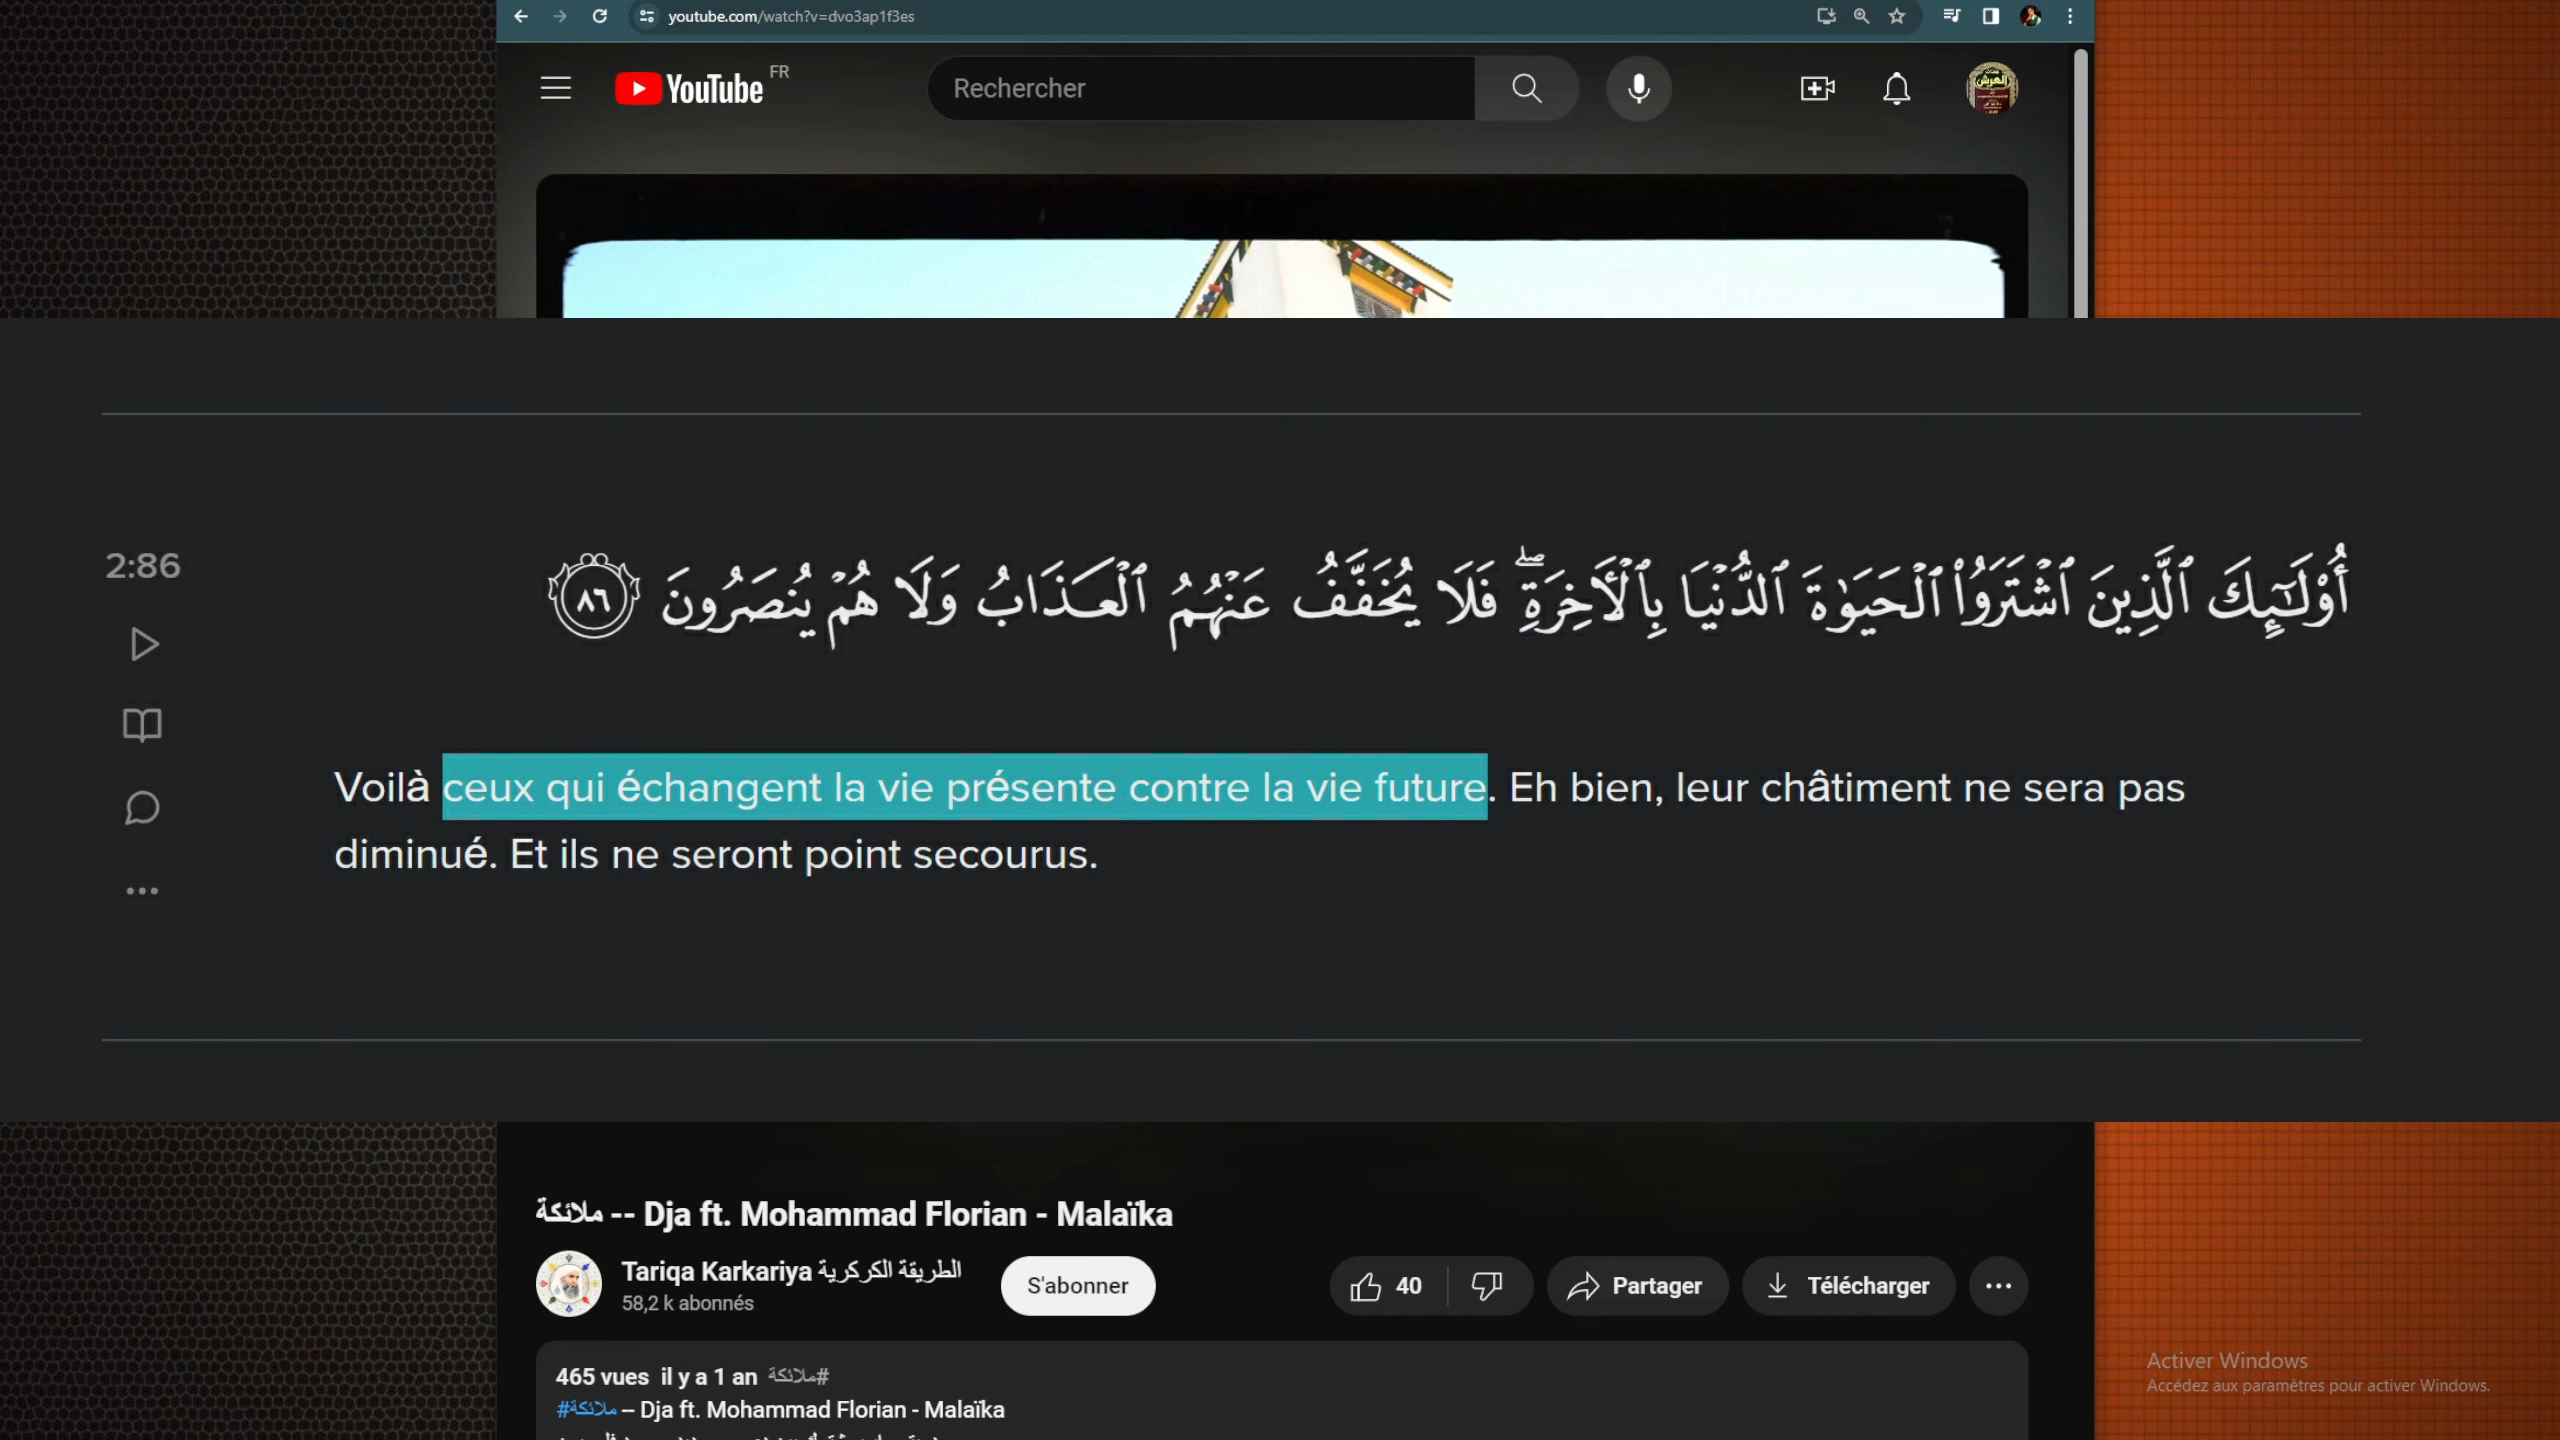 youtube.com/watch?v=dvo3ap1f3es
YouTube FR
Rechercher
2:86
أُو۟لَـٰٓئِكَ ٱلَّذِينَ ٱشْتَرَوُا۟ ٱلْحَيَوٰةَ ٱلدُّنْيَا بِٱلْـَٔاخِرَةِ ۖ فَلَا يُخَفَّفُ عَنْهُمُ ٱلْعَذَابُ وَلَا هُمْ يُنصَرُونَ ٨٦
Voilà ceux qui échangent la vie présente contre la vie future. Eh bien, leur châtiment ne sera pas
diminué. Et ils ne seront point secourus.
ملائكة -- Dja ft. Mohammad Florian - Malaïka
Tariqa Karkariya الطريقة الكركرية
58,2 k abonnés
S'abonner
40
Partager
Télécharger
465 vues il y a 1 an #ملائكة
#ملائكة – Dja ft. Mohammad Florian - Malaïka
Activer Windows
Accédez aux paramètres pour activer Windows.